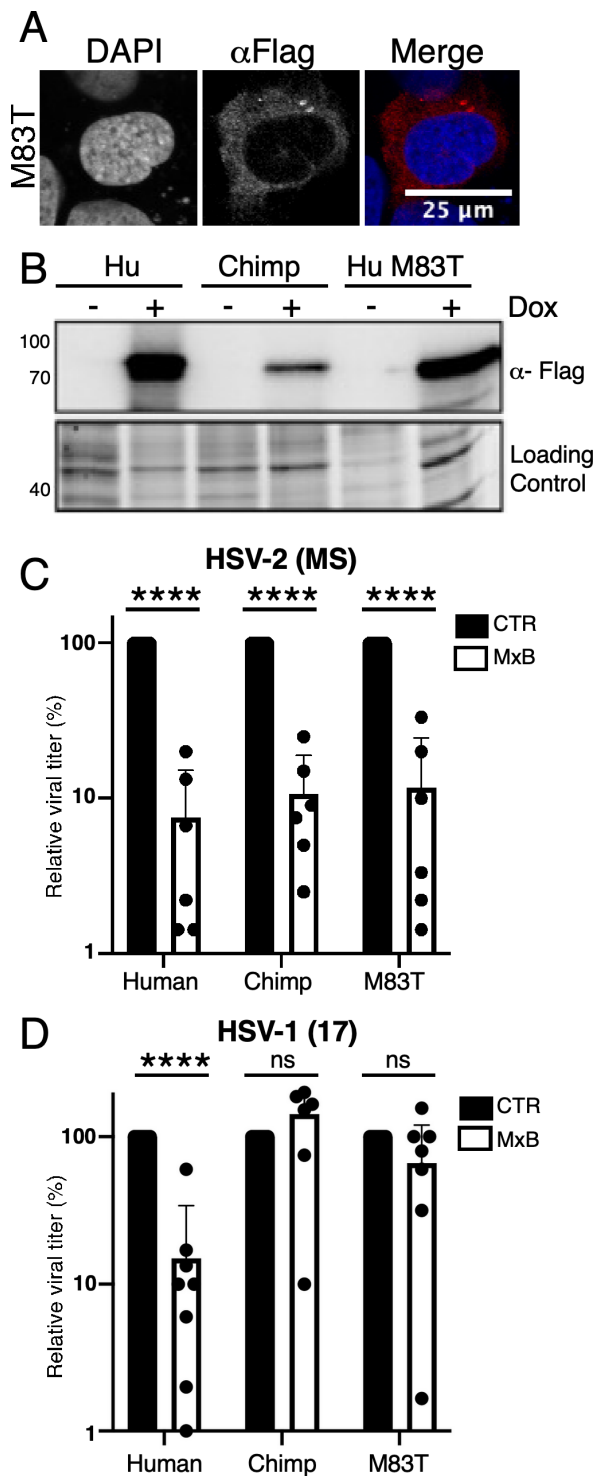 A
DAPI αFlag Merge
M83T
25 µm
B
Hu Chimp Hu M83T
- + - + - + Dox
100
70
α- Flag
40
Loading
Control
C
HSV-2 (MS)
**** **** ****
CTR
MxB
Relative viral titer (%)
100
10
1
Human Chimp M83T
D
HSV-1 (17)
**** ns ns
CTR
MxB
Relative viral titer (%)
100
10
1
Human Chimp M83T